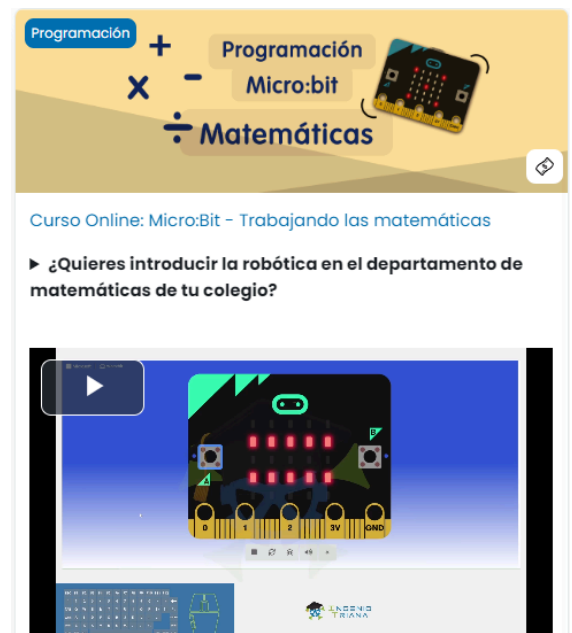 Programación
+
Programación
× -
Micro:bit
÷ Matemáticas
Curso Online: Micro:Bit - Trabajando las matemáticas
▶ ¿Quieres introducir la robótica en el departamento de
matemáticas de tu colegio?
B
A
0 1 2 3V GND
INGENIO
TRIANA